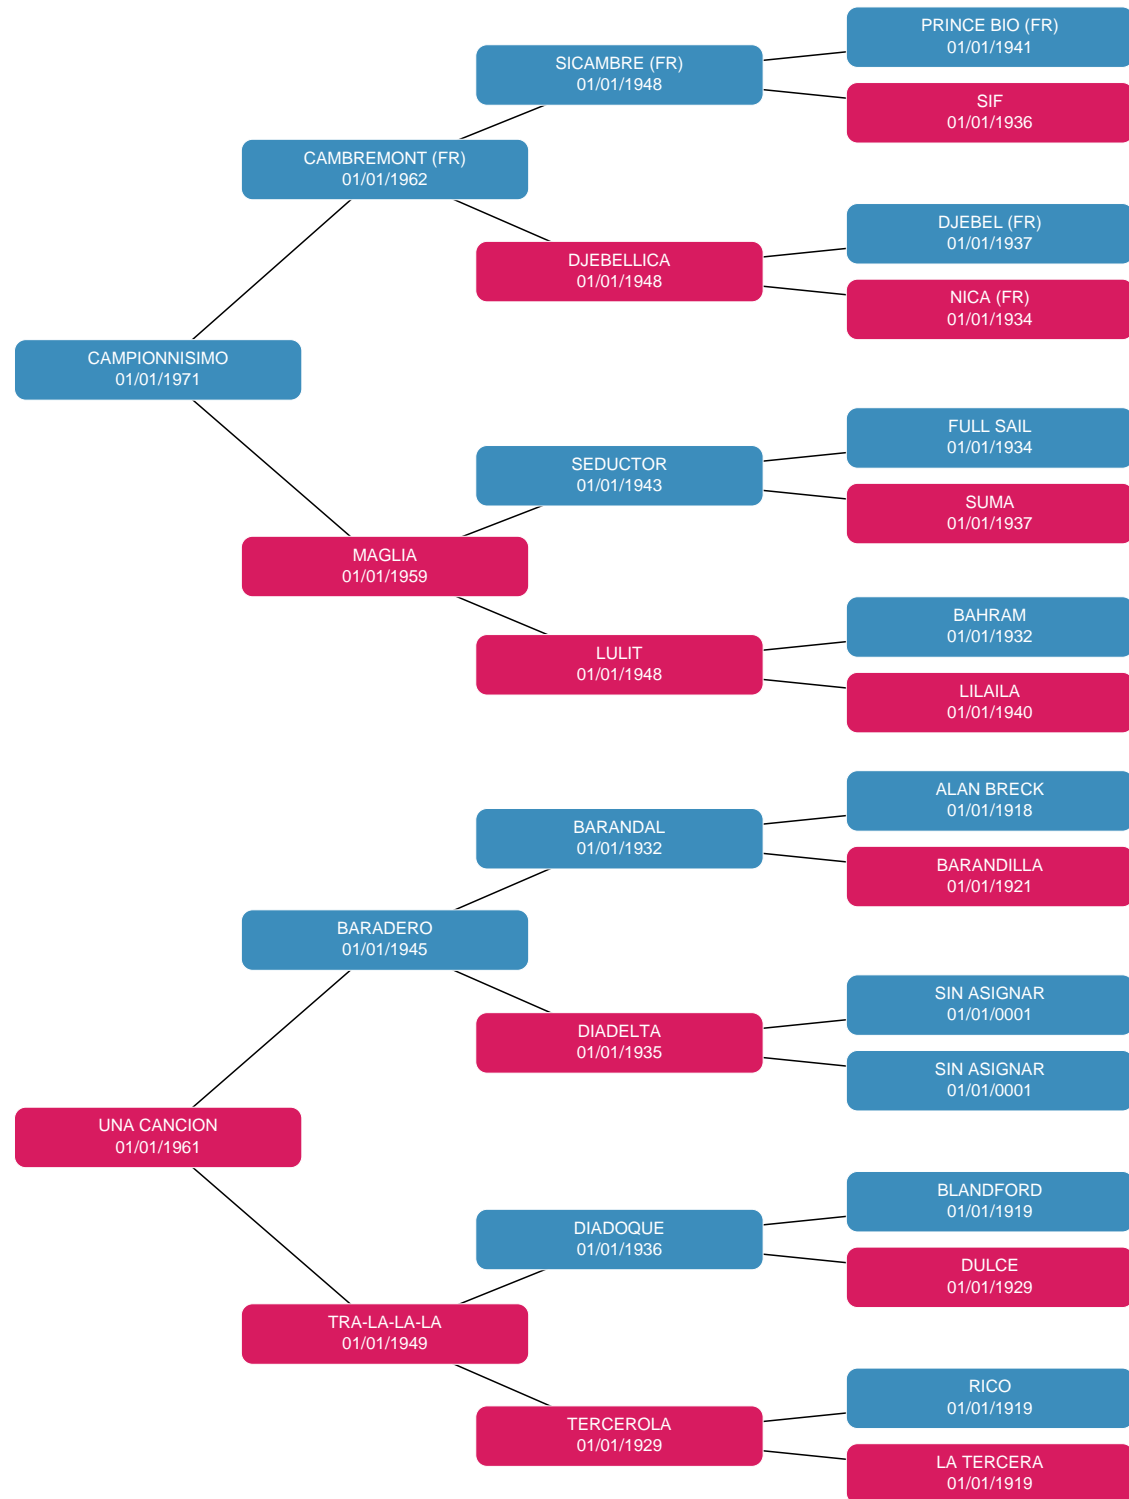 PRINCE BIO (FR)
01/01/1941
SICAMBRE (FR)
01/01/1948
SIF
01/01/1936
CAMBREMONT (FR)
01/01/1962
DJEBEL (FR)
01/01/1937
DJEBELLICA
01/01/1948
NICA (FR)
01/01/1934
CAMPIONNISIMO
01/01/1971
FULL SAIL
01/01/1934
SEDUCTOR
01/01/1943
SUMA
01/01/1937
MAGLIA
01/01/1959
BAHRAM
01/01/1932
LULIT
01/01/1948
LILAILA
01/01/1940
ALAN BRECK
01/01/1918
BARANDAL
01/01/1932
BARANDILLA
01/01/1921
BARADERO
01/01/1945
SIN ASIGNAR
01/01/0001
DIADELTA
01/01/1935
SIN ASIGNAR
01/01/0001
UNA CANCION
01/01/1961
BLANDFORD
01/01/1919
DIADOQUE
01/01/1936
DULCE
01/01/1929
TRA-LA-LA-LA
01/01/1949
RICO
01/01/1919
TERCEROLA
01/01/1929
LA TERCERA
01/01/1919